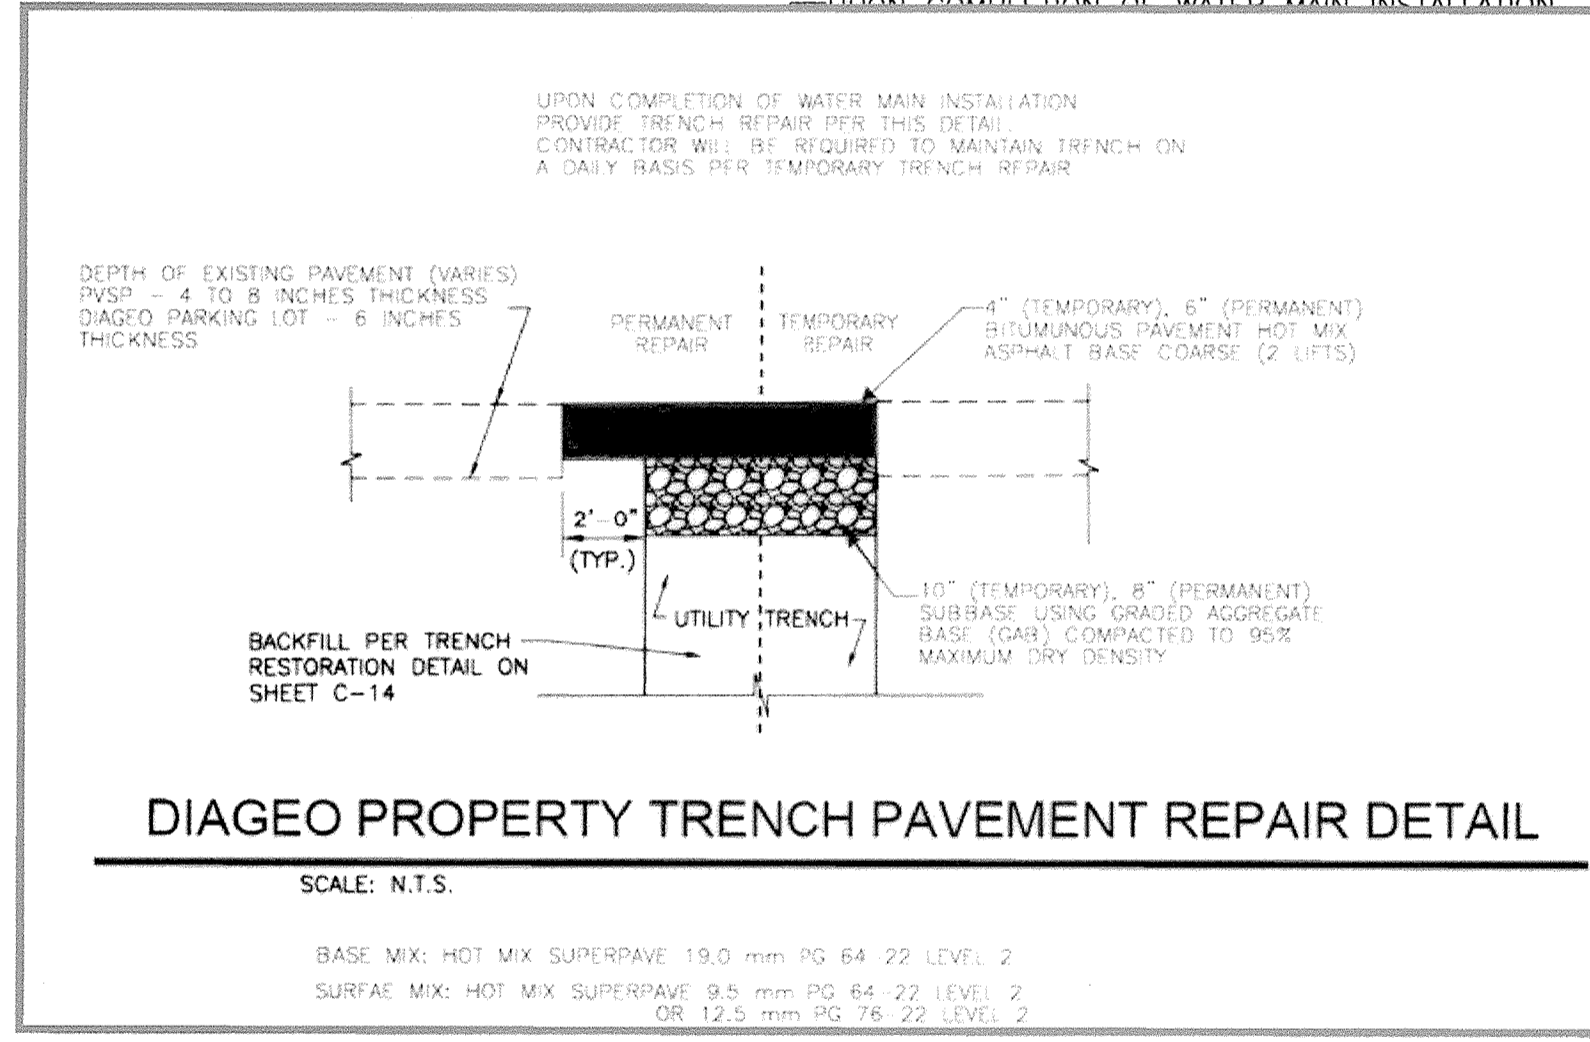 UPON COMPLETION OF WATER MAIN INSTALLATION
UPON COMPLETION OF WATER MAIN INSTALLATION
PROVIDE TRENCH REPAIR PER THIS DETAIL.
CONTRACTOR WILL BE REQUIRED TO MAINTAIN TRENCH ON
A DAILY BASIS PER TEMPORARY TRENCH REPAIR
DEPTH OF EXISTING PAVEMENT (VARIES)
PVSP - 4 TO 8 INCHES THICKNESS
DIAGEO PARKING LOT - 6 INCHES
THICKNESS
PERMANENT
REPAIR
TEMPORARY
REPAIR
4" (TEMPORARY), 6" (PERMANENT)
BITUMUNOUS PAVEMENT HOT MIX
ASPHALT BASE COARSE (2 LIFTS)
2'-0"
(TYP.)
UTILITY TRENCH
10" (TEMPORARY), 8" (PERMANENT)
SUBBASE USING GRADED AGGREGATE
BASE (GAB) COMPACTED TO 95%
MAXIMUM DRY DENSITY
BACKFILL PER TRENCH
RESTORATION DETAIL ON
SHEET C-14
DIAGEO PROPERTY TRENCH PAVEMENT REPAIR DETAIL
SCALE: N.T.S.
BASE MIX: HOT MIX SUPERPAVE 19.0 mm PG 64-22 LEVEL 2
SURFAE MIX: HOT MIX SUPERPAVE 9.5 mm PG 64-22 LEVEL 2
OR 12.5 mm PG 76-22 LEVEL 2